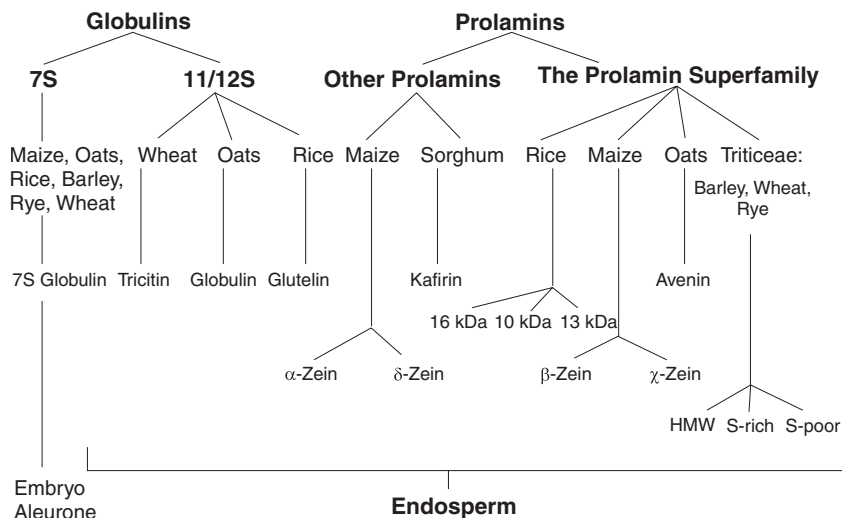 Globulins
Prolamins
7S
11/12S
Other Prolamins
The Prolamin Superfamily
Maize, Oats,
Rice, Barley,
Rye, Wheat
Wheat
Oats
Rice
Maize
Sorghum
Rice
Maize
Oats
Triticeae:
Barley, Wheat,
Rye
7S Globulin
Tricitin
Globulin
Glutelin
Kafirin
Avenin
16 kDa
10 kDa
13 kDa
α-Zein
δ-Zein
β-Zein
χ-Zein
HMW
S-rich
S-poor
Embryo
Aleurone
Endosperm